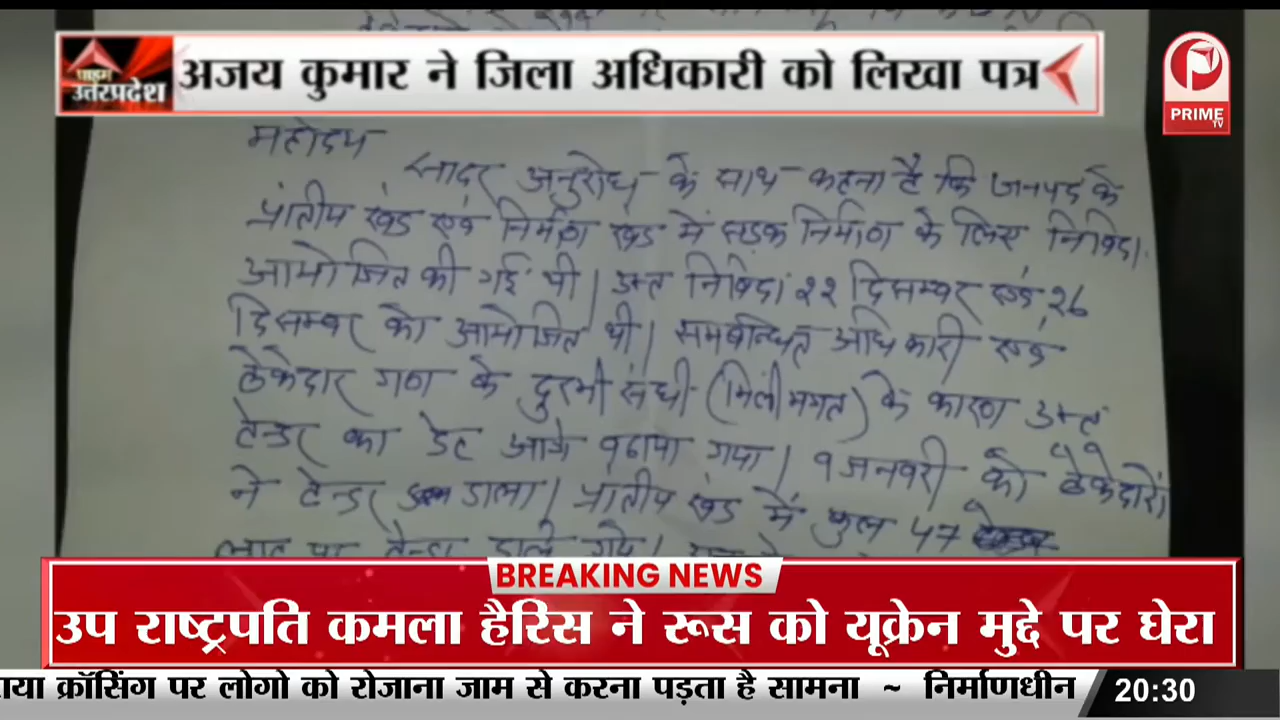 प्राइम
उत्तरप्रदेश
अजय कुमार ने जिला अधिकारी को लिखा पत्र
PRIME
TV
महोदय
सादर अनुरोध के साथ कहना है कि जनपद के
प्रांतीय खंड एवं निर्माण खंड में सड़क निर्माण के लिए निविदा
आयोजित की गई थी। उक्त निविदा २२ दिसम्बर एवं २६
दिसम्बर को आयोजित थी। सम्बन्धित अधिकारी एवं
ठेकेदार गण के दुरभी संधी (मिलीभगत) के कारण उक्त
टेन्डर का डेट आगे बढाया गया। १ जनवरी को ठेकेदारों
ने टेन्डर डाला। प्रांतीय खंड में कुल 47
BREAKING NEWS
उप राष्ट्रपति कमला हैरिस ने रूस को यूक्रेन मुद्दे पर घेरा
क्रॉसिंग पर लोगो को रोजाना जाम से करना पड़ता है सामना ~ निर्माणधीन
20:30